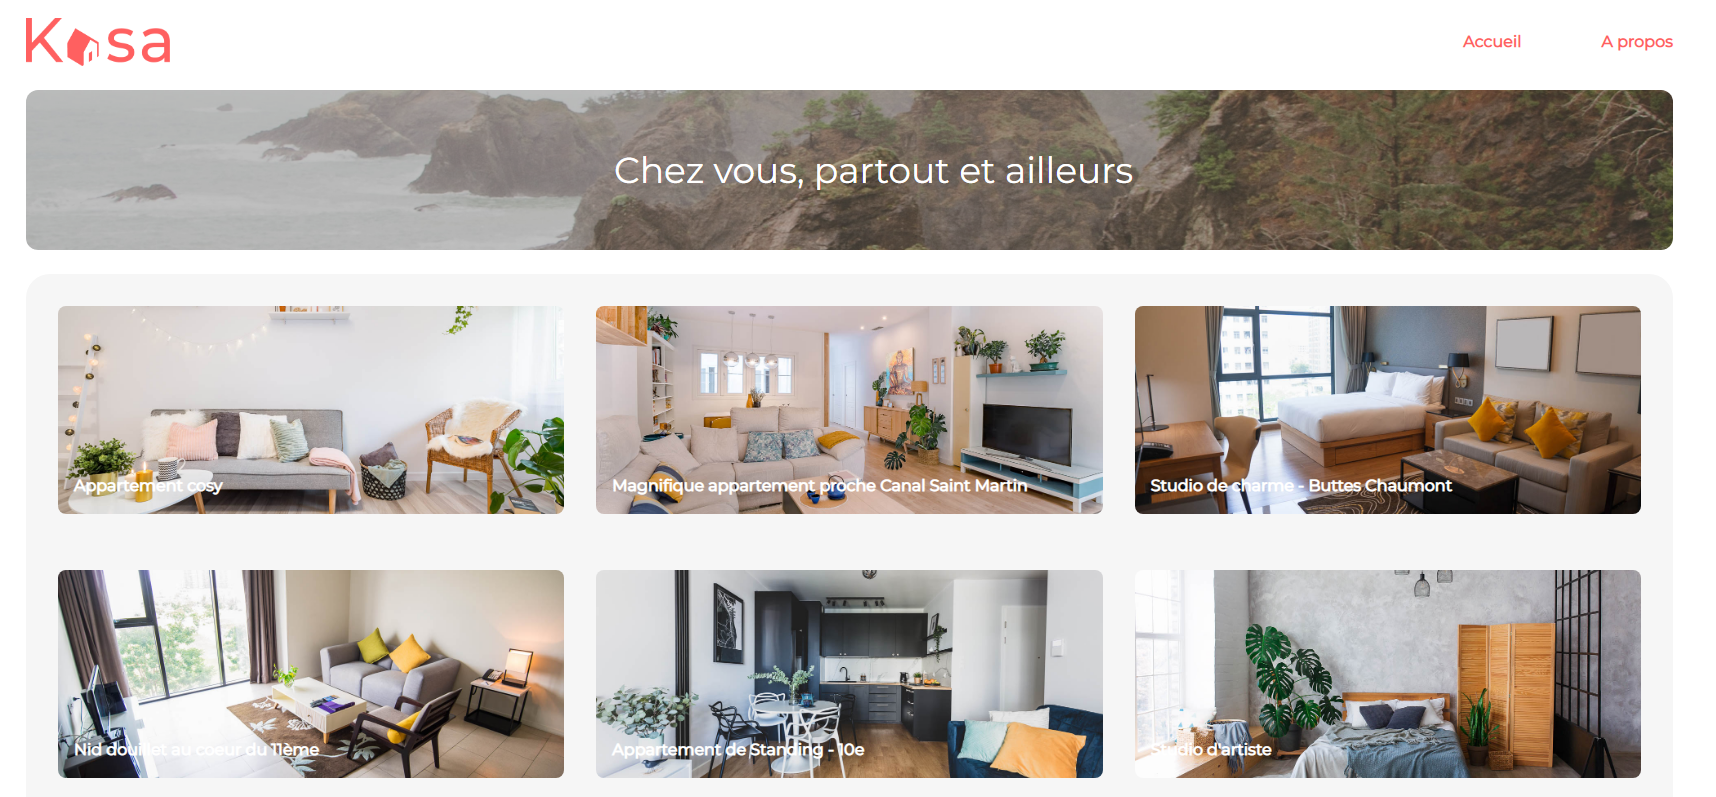 Kasa
Accueil
A propos
Chez vous, partout et ailleurs
Appartement cosy
Magnifique appartement proche Canal Saint Martin
Studio de charme - Buttes Chaumont
Nid douillet au coeur du 11ème
Appartement de Standing - 10e
Studio d'artiste